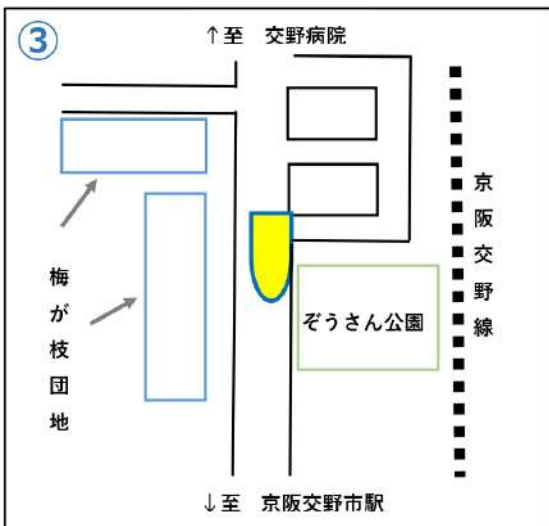 ③
↑至 交野病院
京阪交野線
梅が枝団地
ぞうさん公園
↓至 京阪交野市駅